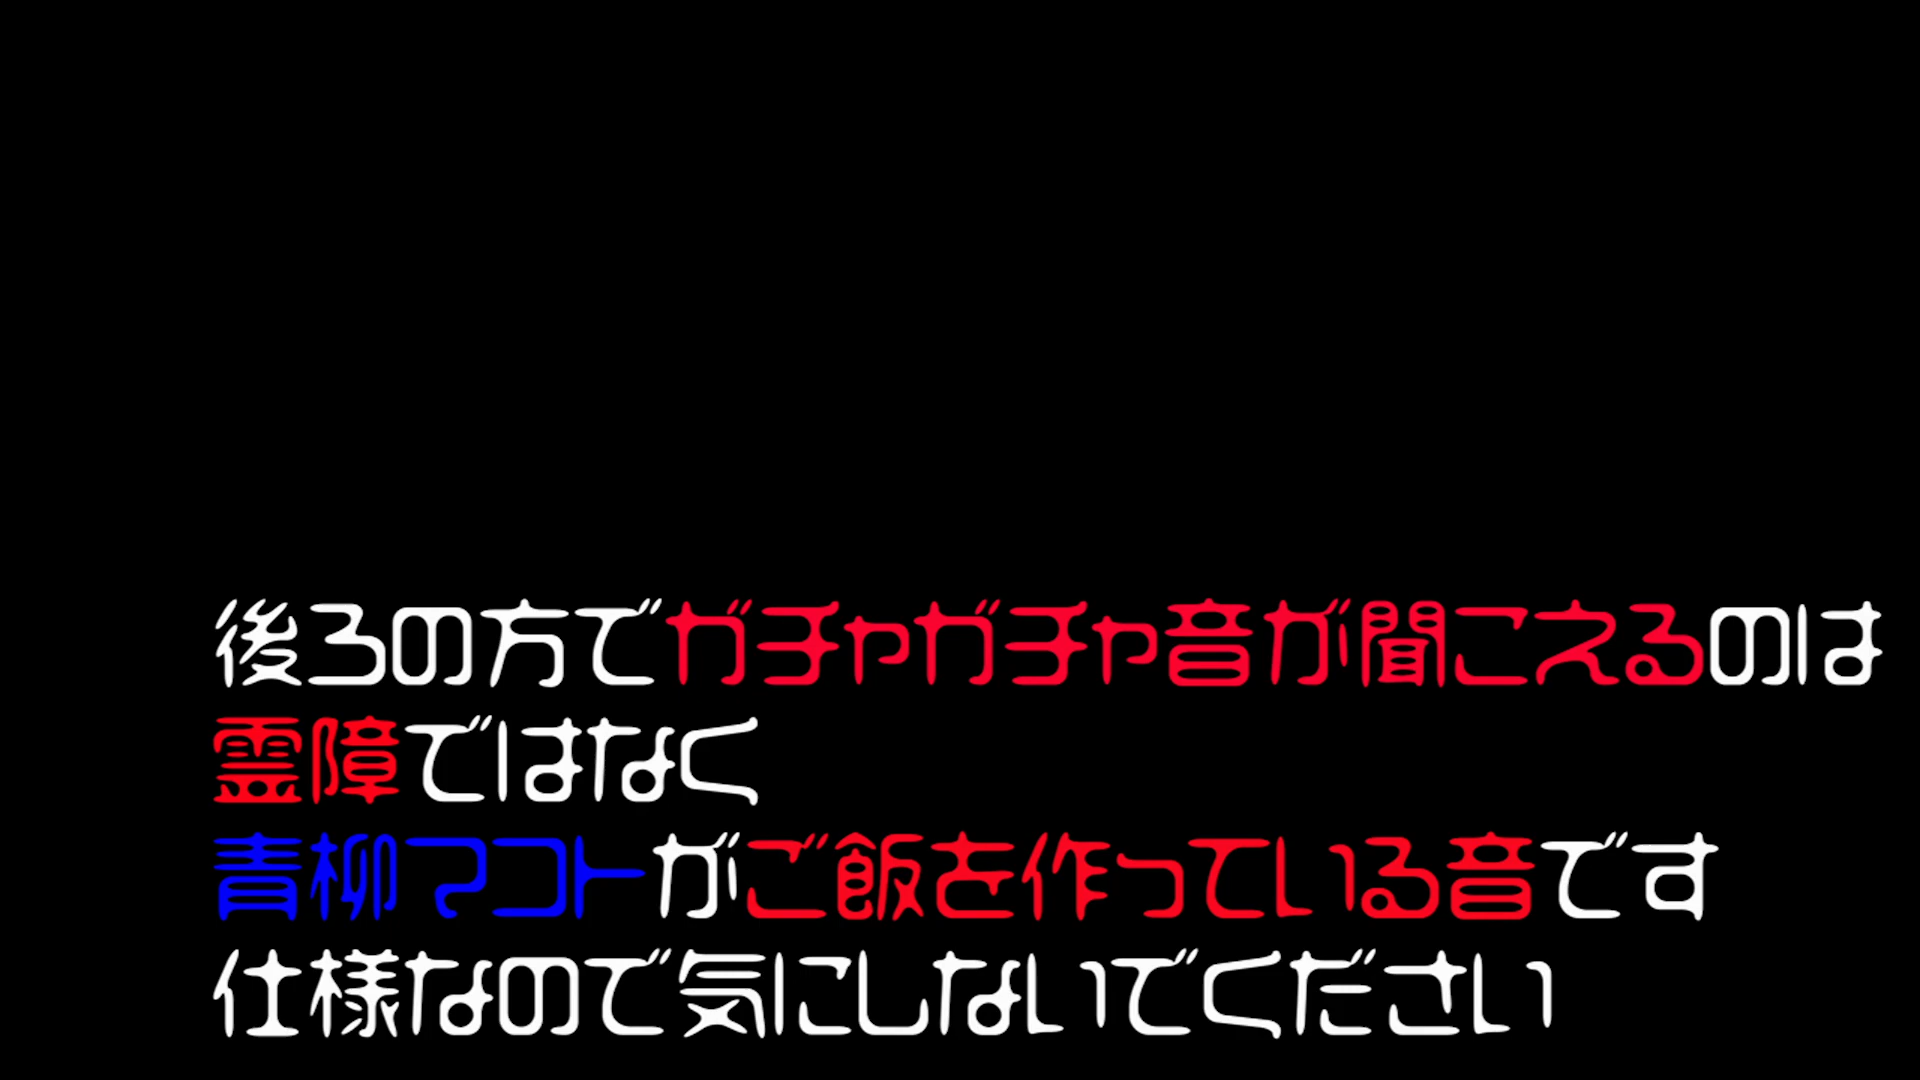 後ろの方でガチャガチャ音が聞こえるのは
霊障ではなく
青柳マコトがご飯を作っている音です
仕様なので気にしないでください